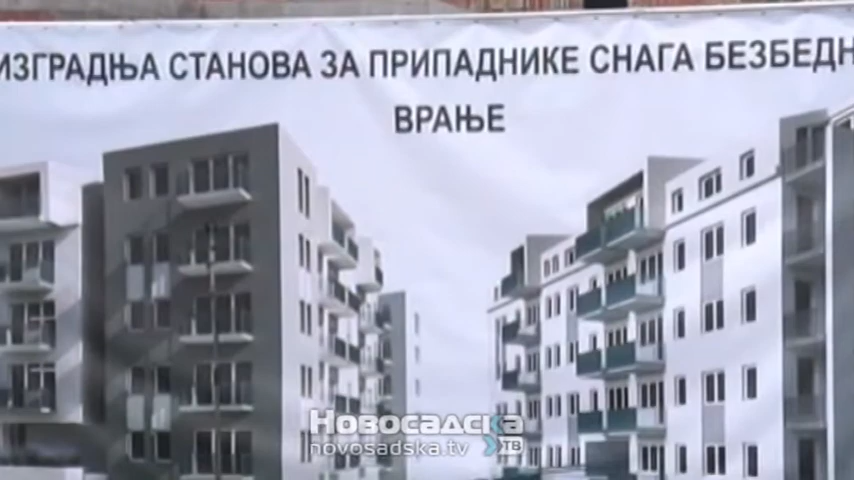 ИЗГРАДЊА СТАНОВА ЗА ПРИПАДНИКЕ СНАГА БЕЗБЕДН
ВРАЊЕ
Новосадска
novosadska.tv ТВ